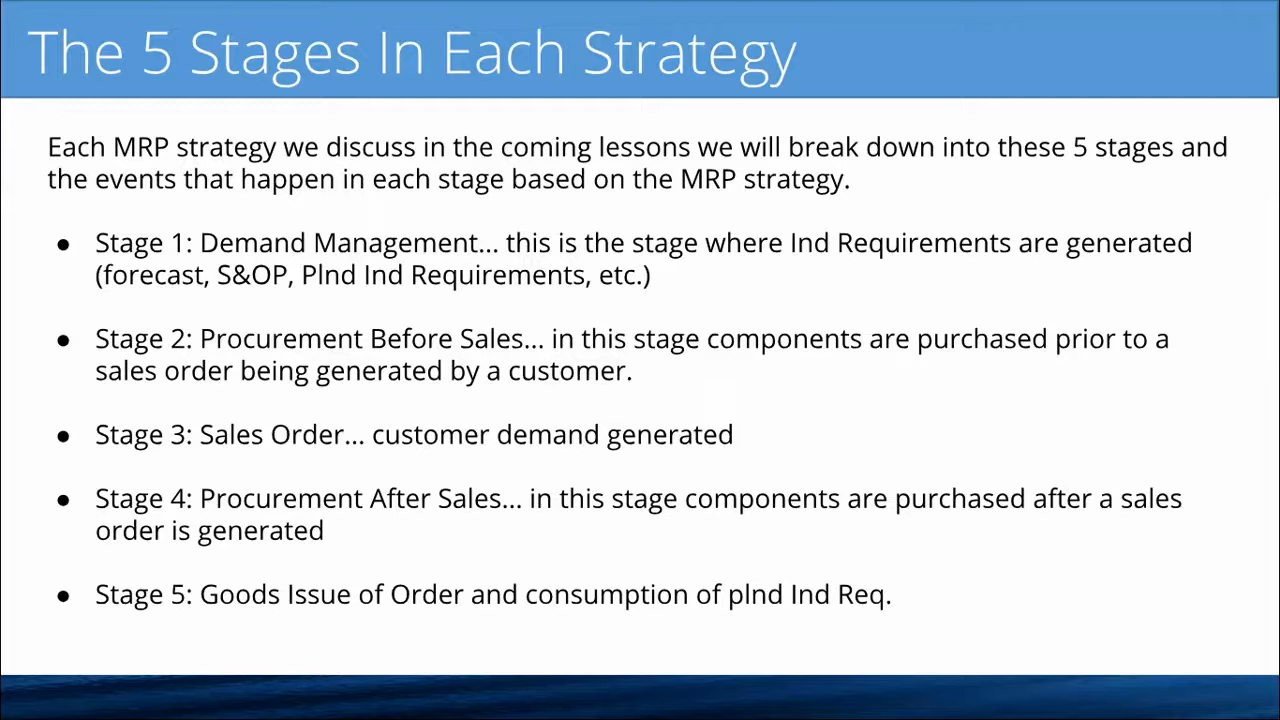 The 5 Stages In Each Strategy
Each MRP strategy we discuss in the coming lessons we will break down into these 5 stages and
the events that happen in each stage based on the MRP strategy.
● Stage 1: Demand Management... this is the stage where Ind Requirements are generated
(forecast, S&OP, Plnd Ind Requirements, etc.)
● Stage 2: Procurement Before Sales... in this stage components are purchased prior to a
sales order being generated by a customer.
● Stage 3: Sales Order... customer demand generated
● Stage 4: Procurement After Sales... in this stage components are purchased after a sales
order is generated
● Stage 5: Goods Issue of Order and consumption of plnd Ind Req.